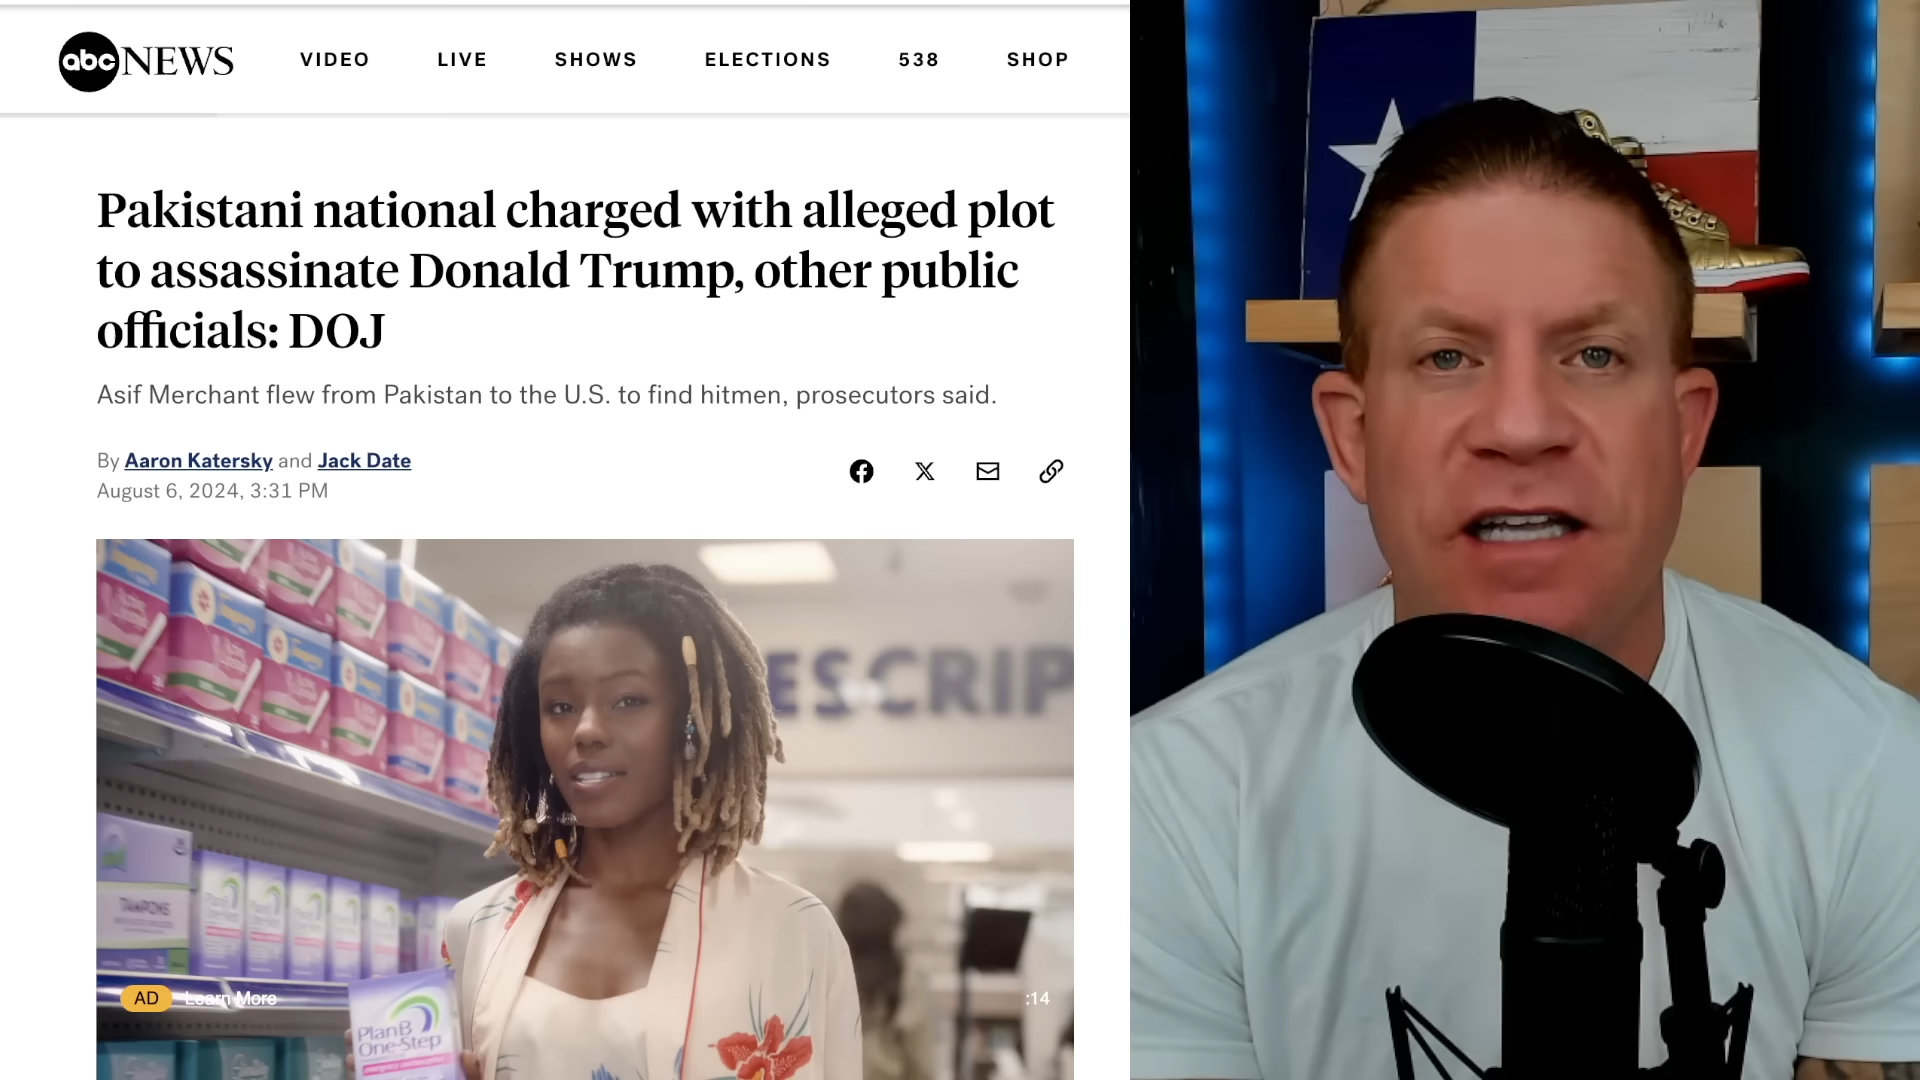 abc NEWS VIDEO LIVE SHOWS ELECTIONS 538 SHOP
Pakistani national charged with alleged plot
to assassinate Donald Trump, other public
officials: DOJ
Asif Merchant flew from Pakistan to the U.S. to find hitmen, prosecutors said.
By Aaron Katersky and Jack Date
August 6, 2024, 3:31 PM
ESCRIP
TAMPONS
AD Learn More :14
PlanB
One-Step